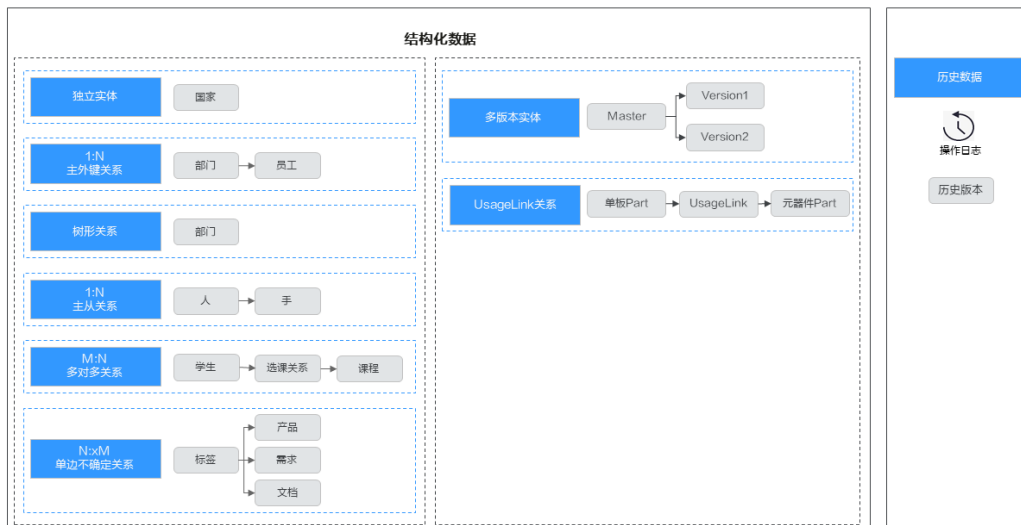 结构化数据
独立实体
国家
1:N
主外键关系
部门
员工
树形关系
部门
1:N
主从关系
人
手
M:N
多对多关系
学生
选课关系
课程
N:xM
单边不确定关系
标签
产品
需求
文档
多版本实体
Master
Version1
Version2
UsageLink关系
单板Part
UsageLink
元器件Part
历史数据
操作日志
历史版本